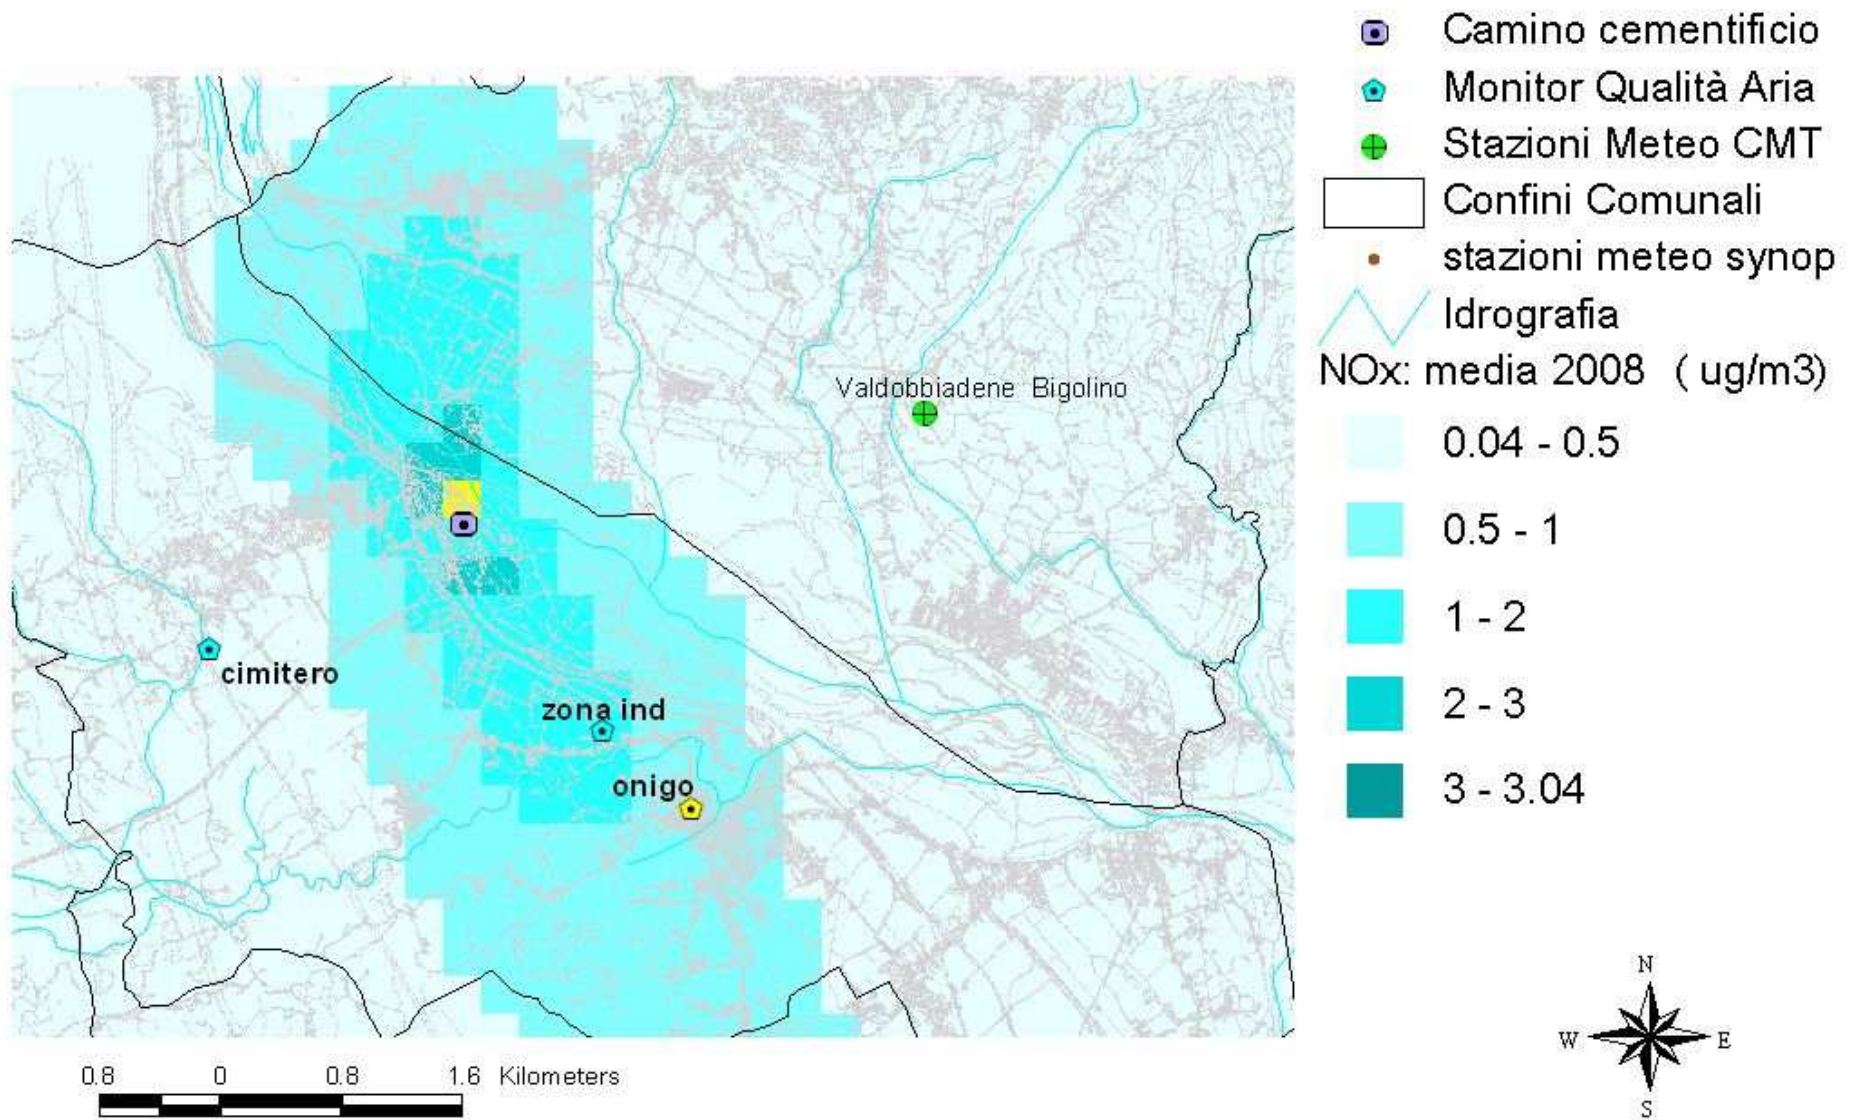 Camino cementificio
Monitor Qualità Aria
Stazioni Meteo CMT
Confini Comunali
stazioni meteo synop
Idrografia
NOx: media 2008 ( ug/m3)
0.04 - 0.5
0.5 - 1
1 - 2
2 - 3
3 - 3.04
Valdobbiadene Bigolino
cimitero
zona ind
onigo
N
W E
S
0.8 0 0.8 1.6 Kilometers